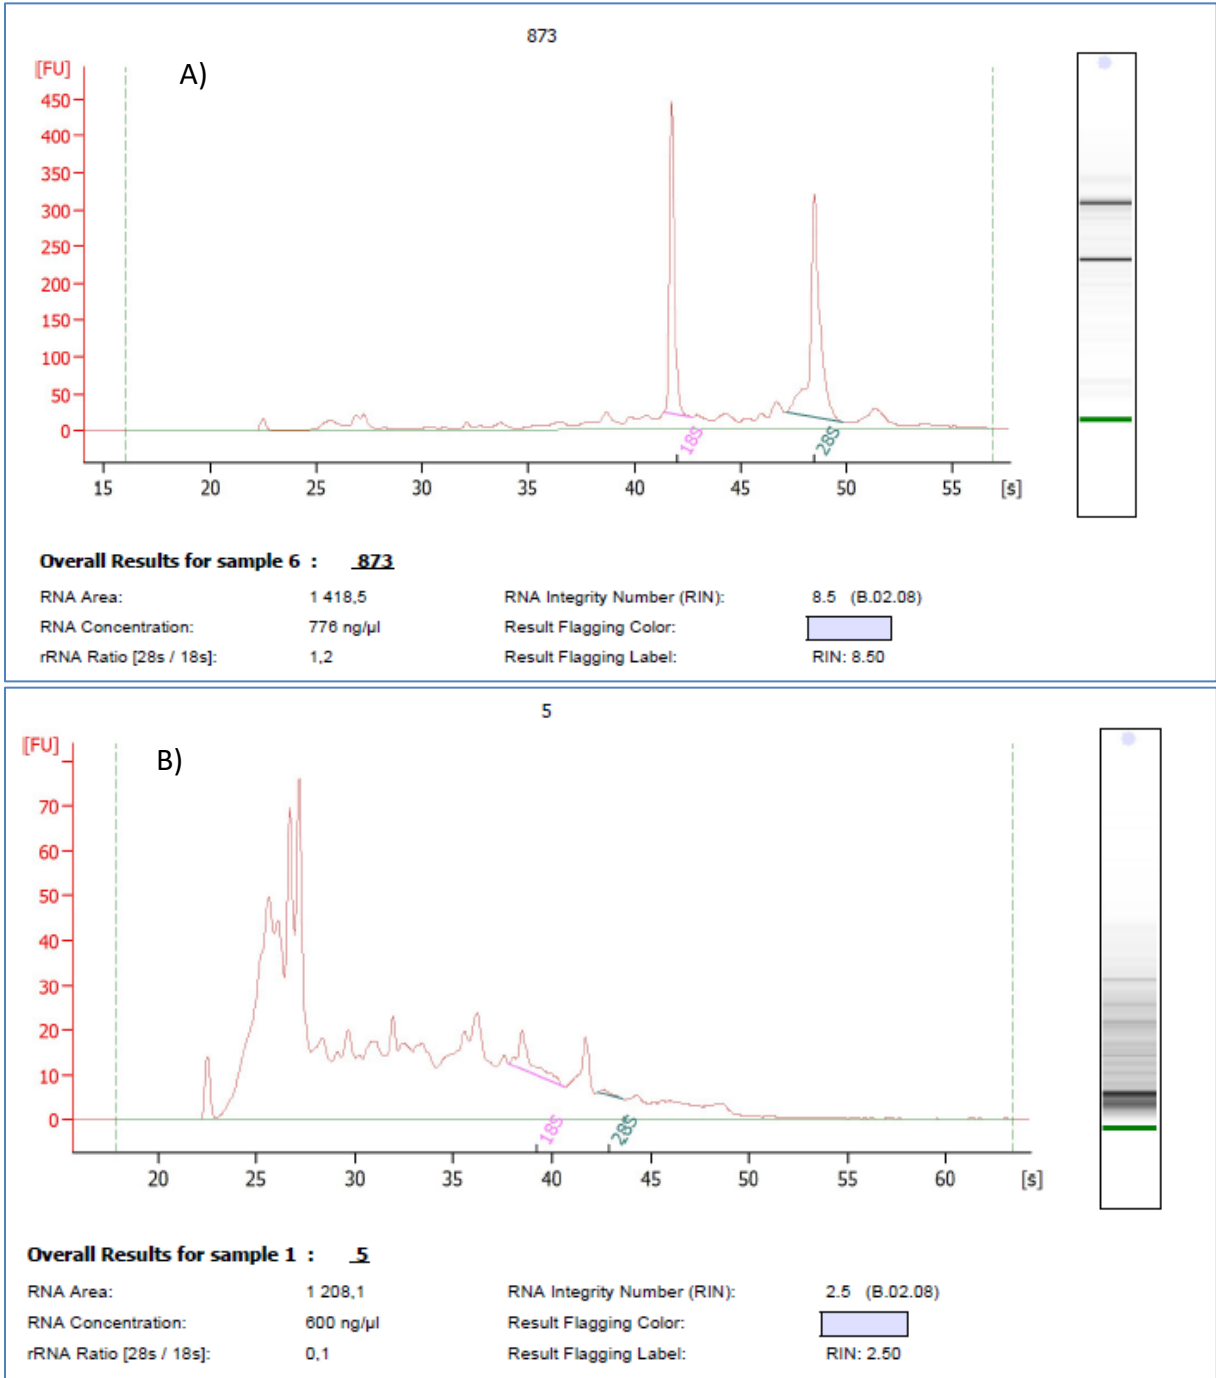 873
[FU]
A)
450
400
350
300
250
200
150
100
50
0
18S
28S
15 20 25 30 35 40 45 50 55 [s]
Overall Results for sample 6 : 873
RNA Area: 1 418,5 RNA Integrity Number (RIN): 8.5 (B.02.08)
RNA Concentration: 776 ng/µl Result Flagging Color:
rRNA Ratio [28s / 18s]: 1,2 Result Flagging Label: RIN: 8.50
5
[FU]
B)
70
60
50
40
30
20
10
0
18S
28S
20 25 30 35 40 45 50 55 60 [s]
Overall Results for sample 1 : 5
RNA Area: 1 208,1 RNA Integrity Number (RIN): 2.5 (B.02.08)
RNA Concentration: 600 ng/µl Result Flagging Color:
rRNA Ratio [28s / 18s]: 0,1 Result Flagging Label: RIN: 2.50